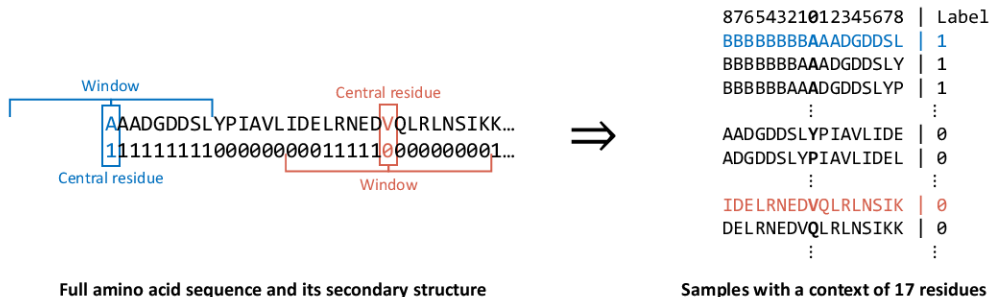 Window
Central residue
AAADGDDSLYPIAVLIDELRNEDVQLRLNSIKK…
111111111000000000111110000000001…
Central residue
Window
Full amino acid sequence and its secondary structure
⇒
87654321012345678 | Label
BBBBBBBBAAADGDDSL | 1
BBBBBBBAAADGDDSLY | 1
BBBBBBAAADGDDSLYP | 1
⋮ ⋮
AADGDDSLYPIAVLIDE | 0
ADGDDSLYPIAVLIDEL | 0
⋮ ⋮
IDELRNEDVQLRLNSIK | 0
DELRNEDVQLRLNSIKK | 0
⋮ ⋮
Samples with a context of 17 residues